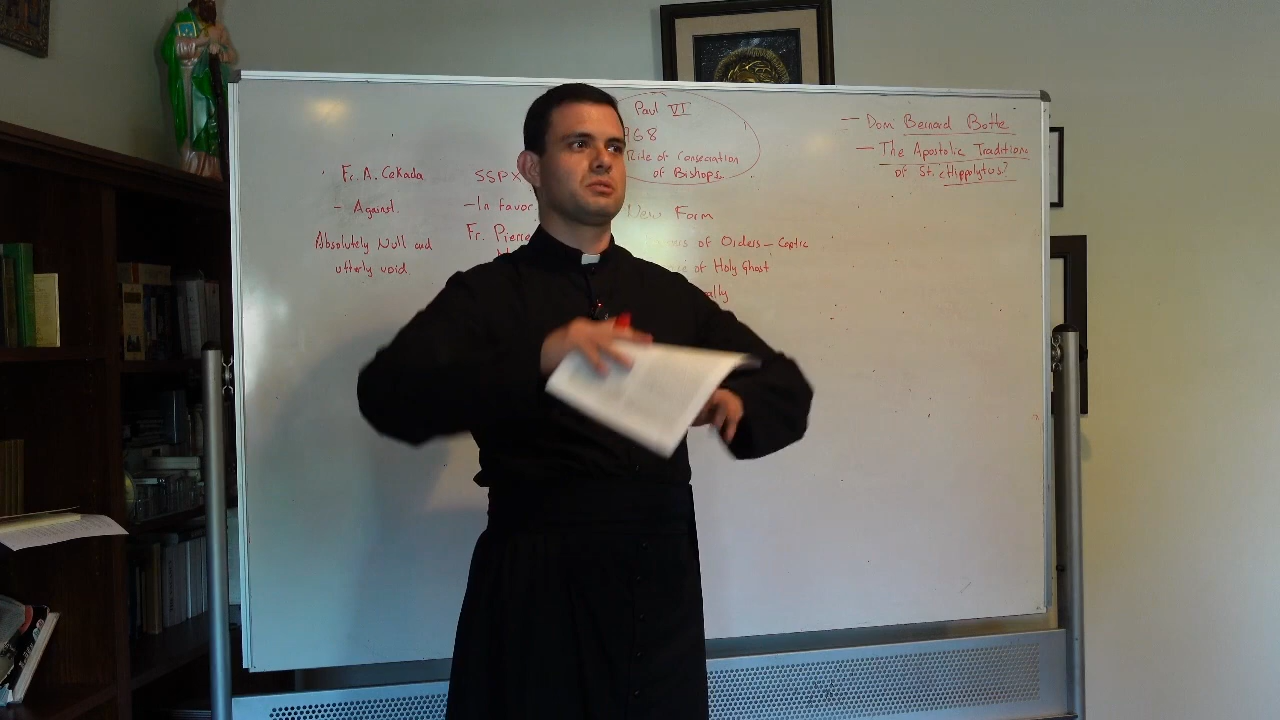 Fr. A. Cekada
- Against.
Absolutely Null and
utterly void.
SSPX
-In favor
Fr. Pierre
Paul VI
968
Rite of Consecration
of Bishops.
New Form
of Orders - Coptic
of Holy Ghost
- Dom Bernard Botte
- The Apostolic Tradition
of St. Hippolytus?